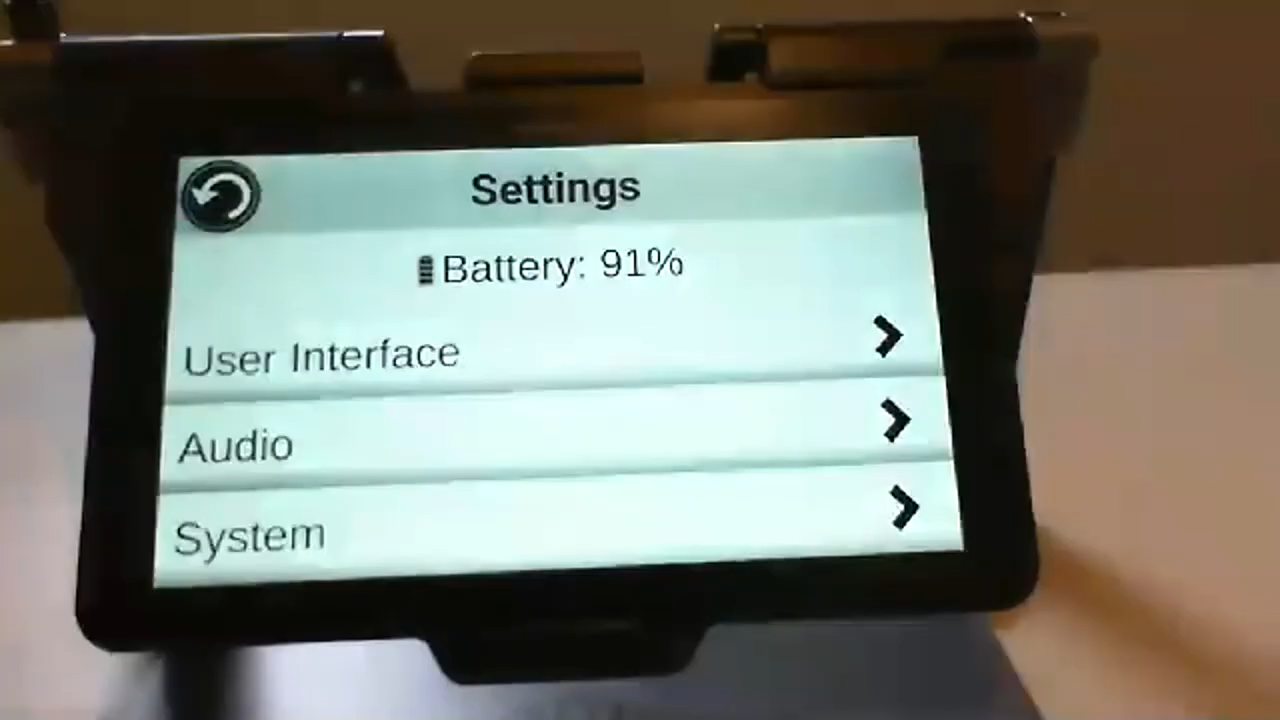 Settings
Battery: 91%
User Interface
Audio
System